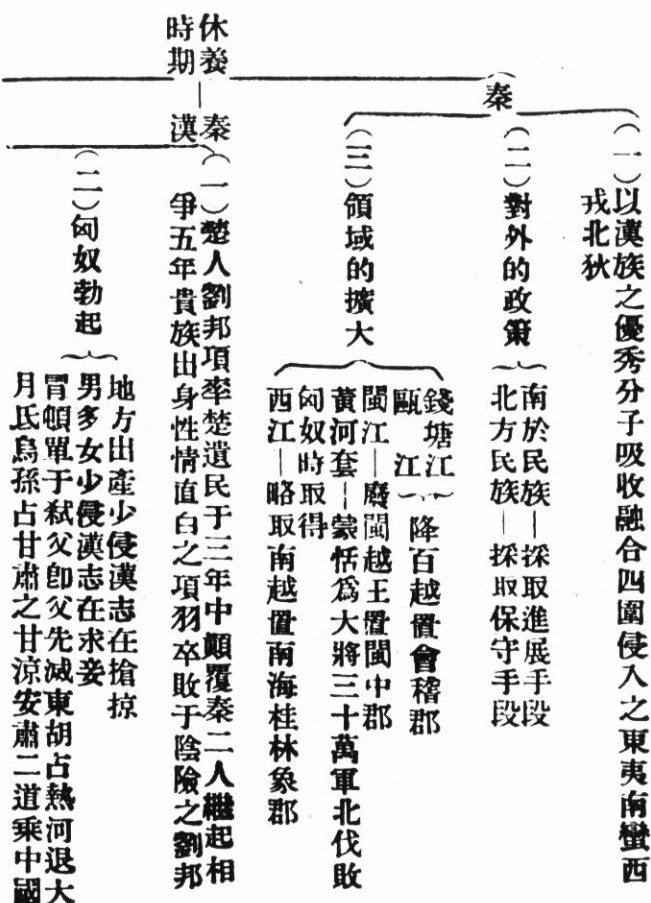 休養
時期
秦
（一）以漢族之優秀分子吸收融合四圍侵入之東夷南蠻西
戎北狄
（二）對外的政策
南於民族—採取進展手段
北方民族—採取保守手段
（三）領域的擴大
錢塘江
甌江
降百越置會稽郡
閩江—廢閩越王置閩中郡
黃河套—蒙恬爲大將三十萬軍北伐敗
匈奴時取得
西江—略取南越置南海桂林象郡
秦
漢
（一）楚人劉邦項率楚遺民于三年中顚覆秦二人繼起相
爭五年貴族出身性情直白之項羽卒敗于陰險之劉邦
（二）匈奴勃起
地方出產少侵漢志在搶掠
男多女少侵漢志在求妾
冒頓單于弒父卽父先滅東胡占熱河退大
月氏烏孫占甘肅之甘涼安肅二道乘中國